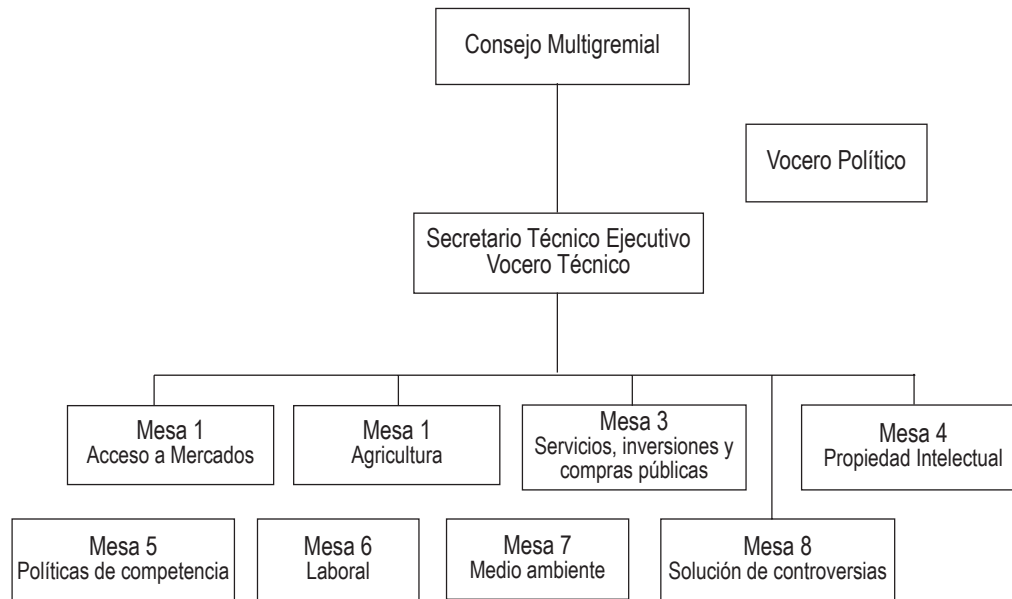 Consejo Multigremial
Vocero Político
Secretario Técnico Ejecutivo
Vocero Técnico
Mesa 1
Acceso a Mercados
Mesa 1
Agricultura
Mesa 3
Servicios, inversiones y
compras públicas
Mesa 4
Propiedad Intelectual
Mesa 5
Políticas de competencia
Mesa 6
Laboral
Mesa 7
Medio ambiente
Mesa 8
Solución de controversias